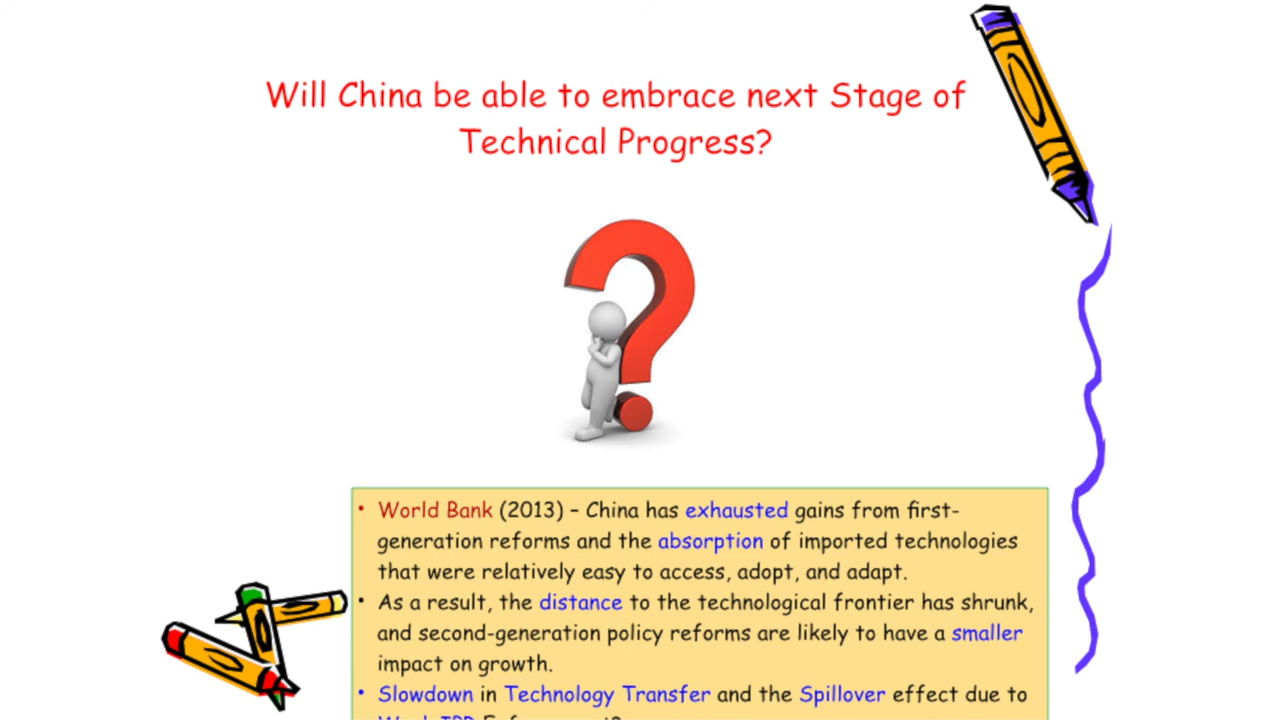 Will China be able to embrace next Stage of
Technical Progress?
• World Bank (2013) – China has exhausted gains from first-
generation reforms and the absorption of imported technologies
that were relatively easy to access, adopt, and adapt.
• As a result, the distance to the technological frontier has shrunk,
and second-generation policy reforms are likely to have a smaller
impact on growth.
• Slowdown in Technology Transfer and the Spillover effect due to